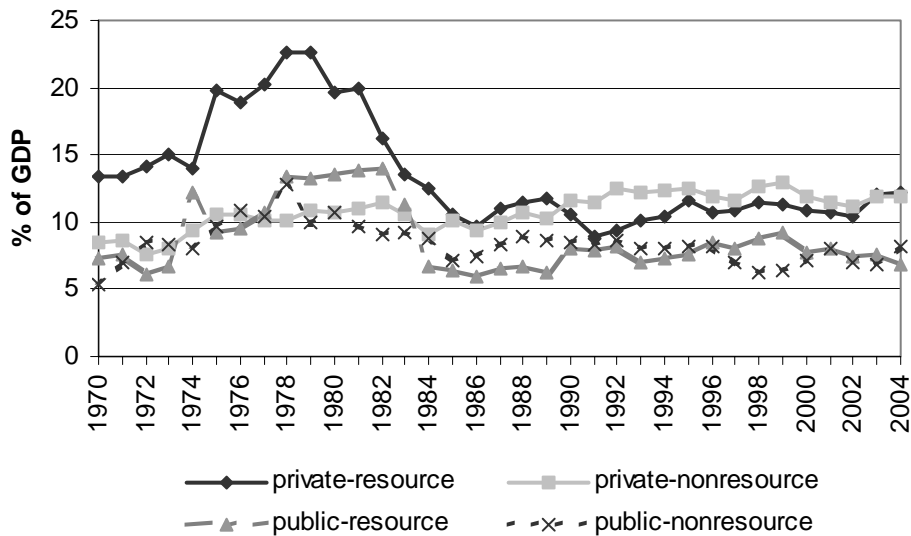 % of GDP
25
20
15
10
5
0
1970 1972 1974 1976 1978 1980 1982 1984 1986 1988 1990 1992 1994 1996 1998 2000 2002 2004
private-resource private-nonresource
public-resource public-nonresource